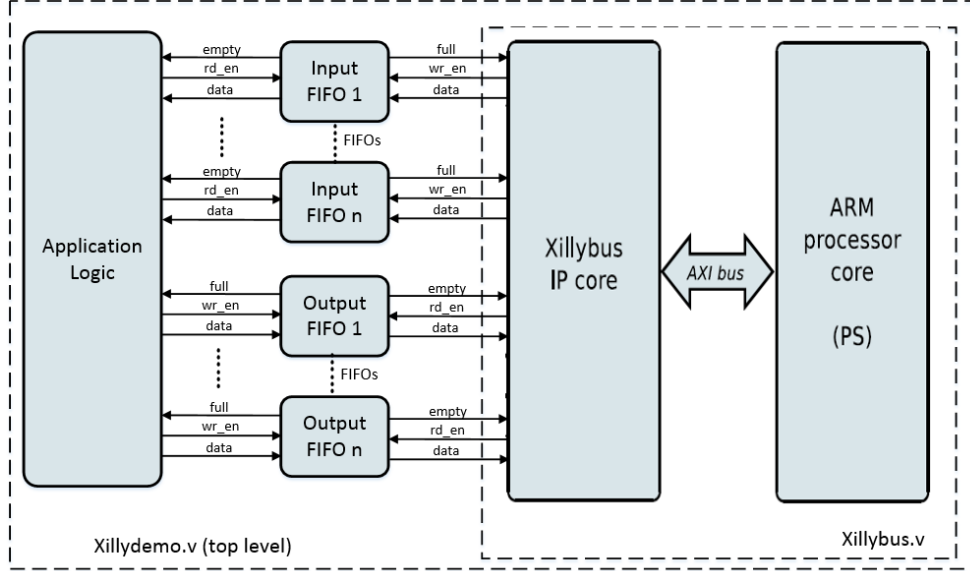 empty
rd_en
data
Input
FIFO 1
full
wr_en
data
FIFOs
empty
rd_en
data
Input
FIFO n
full
wr_en
data
Application
Logic
full
wr_en
data
Output
FIFO 1
empty
rd_en
data
FIFOs
full
wr_en
data
Output
FIFO n
empty
rd_en
data
Xillybus
IP core
AXI bus
ARM
processor
core
(PS)
Xillydemo.v (top level)
Xillybus.v